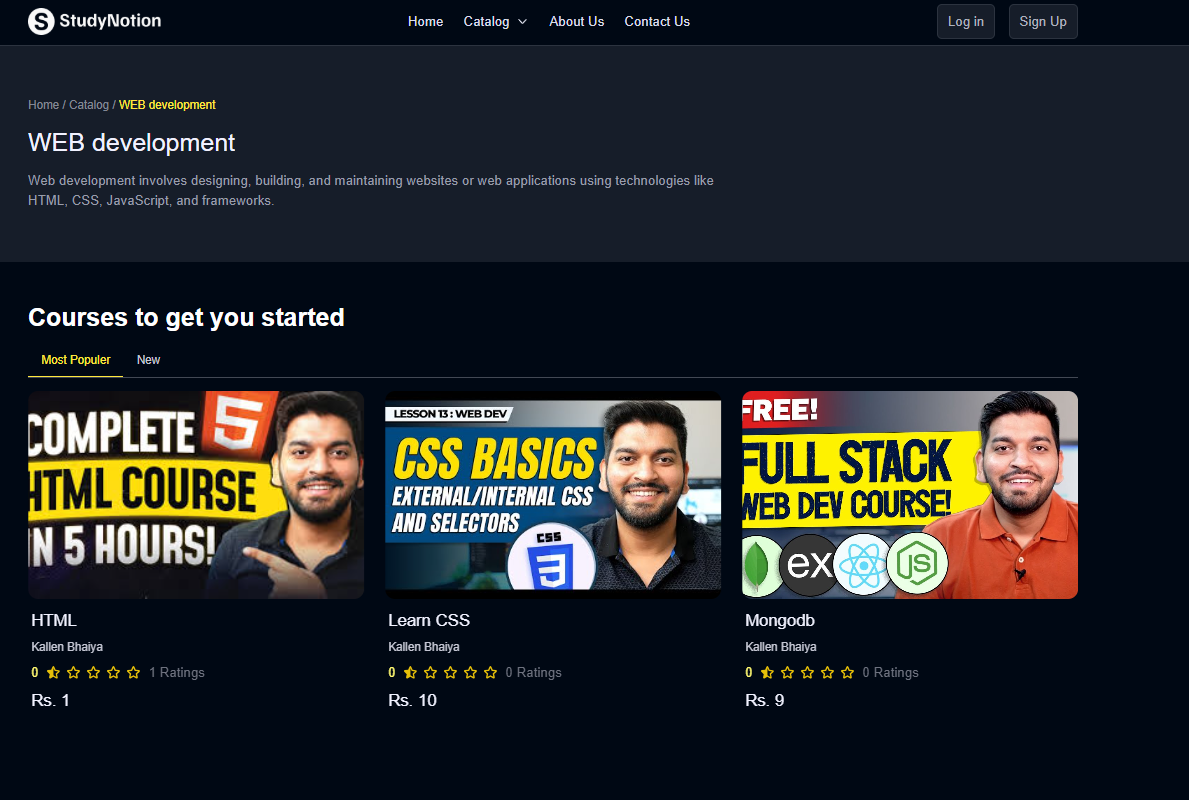 S StudyNotion
Home Catalog About Us Contact Us
Log in Sign Up
Home / Catalog / WEB development
WEB development
Web development involves designing, building, and maintaining websites or web applications using technologies like
HTML, CSS, JavaScript, and frameworks.
Courses to get you started
Most Populer New
COMPLETE 5
HTML COURSE
IN 5 HOURS!
LESSON 13 : WEB DEV
CSS BASICS
EXTERNAL/INTERNAL CSS
AND SELECTORS
CSS
3
FREE!
FULL STACK
WEB DEV COURSE!
ex JS
HTML
Kallen Bhaiya
0 1 Ratings
Rs. 1
Learn CSS
Kallen Bhaiya
0 0 Ratings
Rs. 10
Mongodb
Kallen Bhaiya
0 0 Ratings
Rs. 9